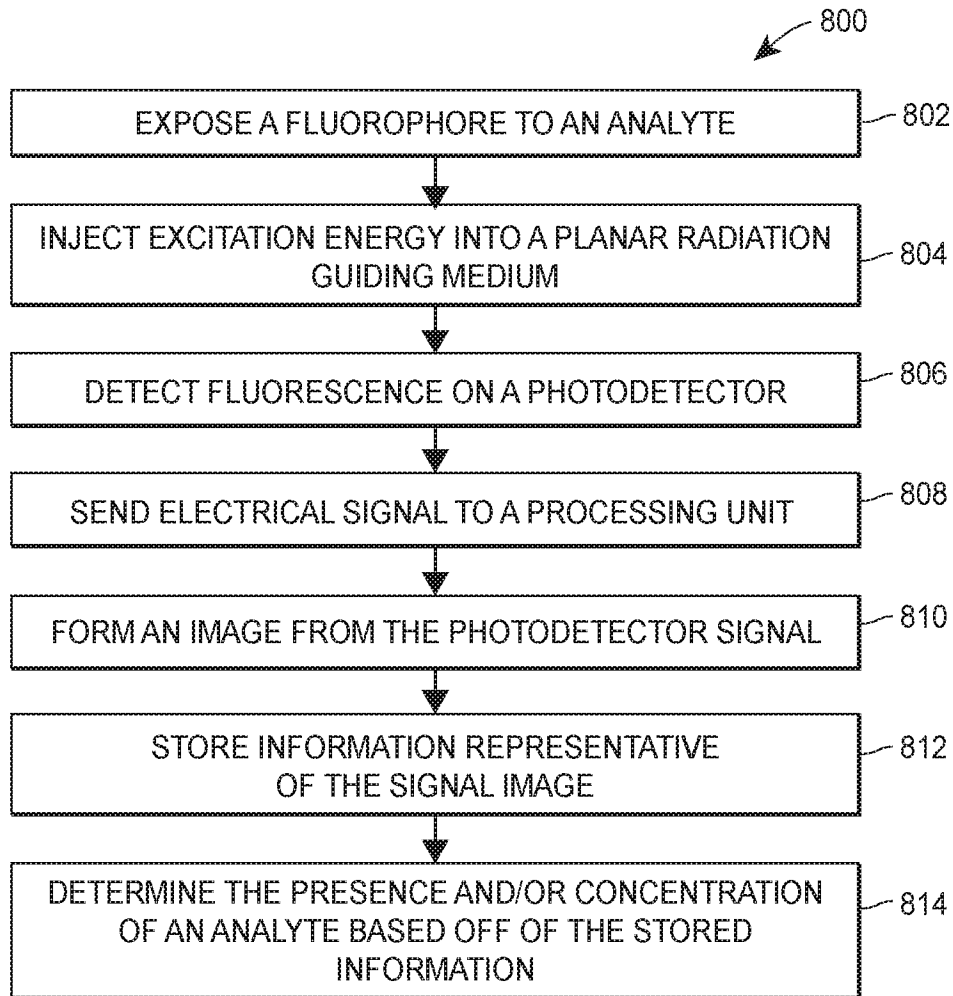 800
EXPOSE A FLUOROPHORE TO AN ANALYTE
802
INJECT EXCITATION ENERGY INTO A PLANAR RADIATION
GUIDING MEDIUM
804
DETECT FLUORESCENCE ON A PHOTODETECTOR
806
SEND ELECTRICAL SIGNAL TO A PROCESSING UNIT
808
FORM AN IMAGE FROM THE PHOTODETECTOR SIGNAL
810
STORE INFORMATION REPRESENTATIVE
OF THE SIGNAL IMAGE
812
DETERMINE THE PRESENCE AND/OR CONCENTRATION
OF AN ANALYTE BASED OFF OF THE STORED
INFORMATION
814